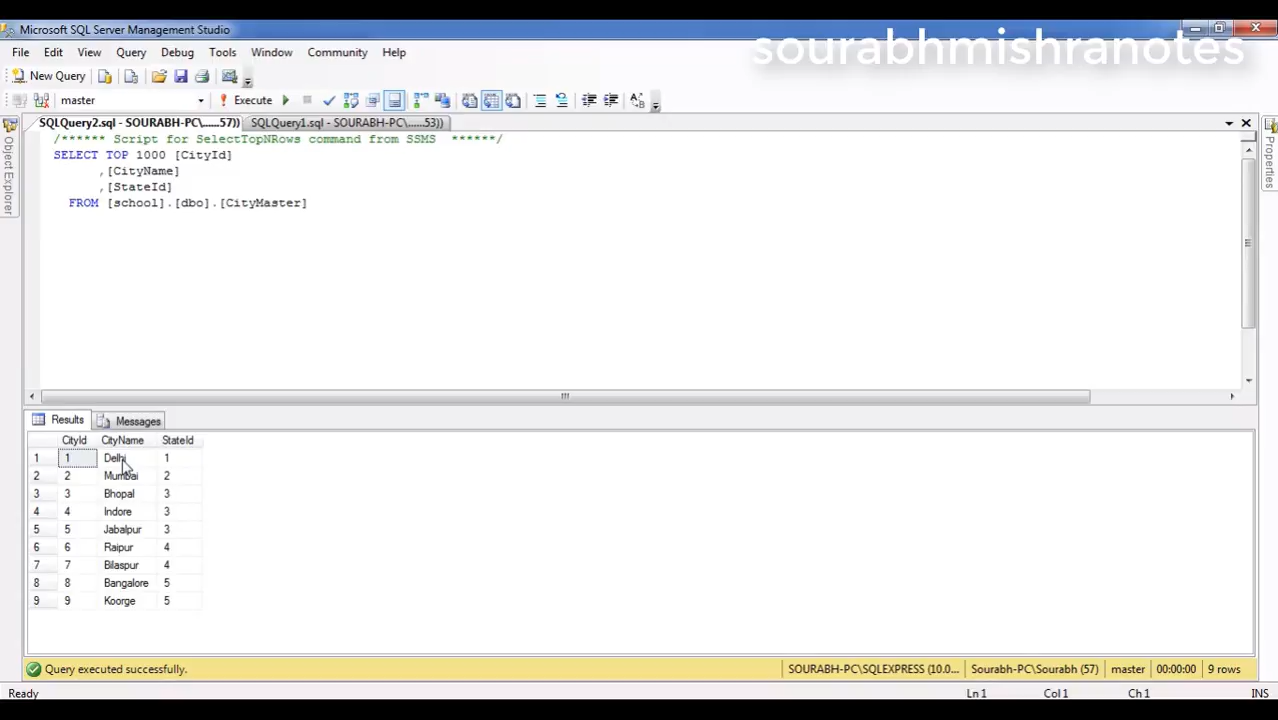 Microsoft SQL Server Management Studio
sourabhmishranotes
File Edit View Query Debug Tools Window Community Help
New Query
master Execute
SQLQuery2.sql - SOURABH-PC\......57)) SQLQuery1.sql - SOURABH-PC\......53))
Object Explorer
Properties
/****** Script for SelectTopNRows command from SSMS ******/
SELECT TOP 1000 [CityId]
,[CityName]
,[StateId]
FROM [school].[dbo].[CityMaster]
Results Messages
CityId CityName StateId
1 1 Delhi 1
2 2 Mumbai 2
3 3 Bhopal 3
4 4 Indore 3
5 5 Jabalpur 3
6 6 Raipur 4
7 7 Bilaspur 4
8 8 Bangalore 5
9 9 Koorge 5
Query executed successfully. SOURABH-PC\SQLEXPRESS (10.0... Sourabh-PC\Sourabh (57) master 00:00:00 9 rows
Ready Ln 1 Col 1 Ch 1 INS